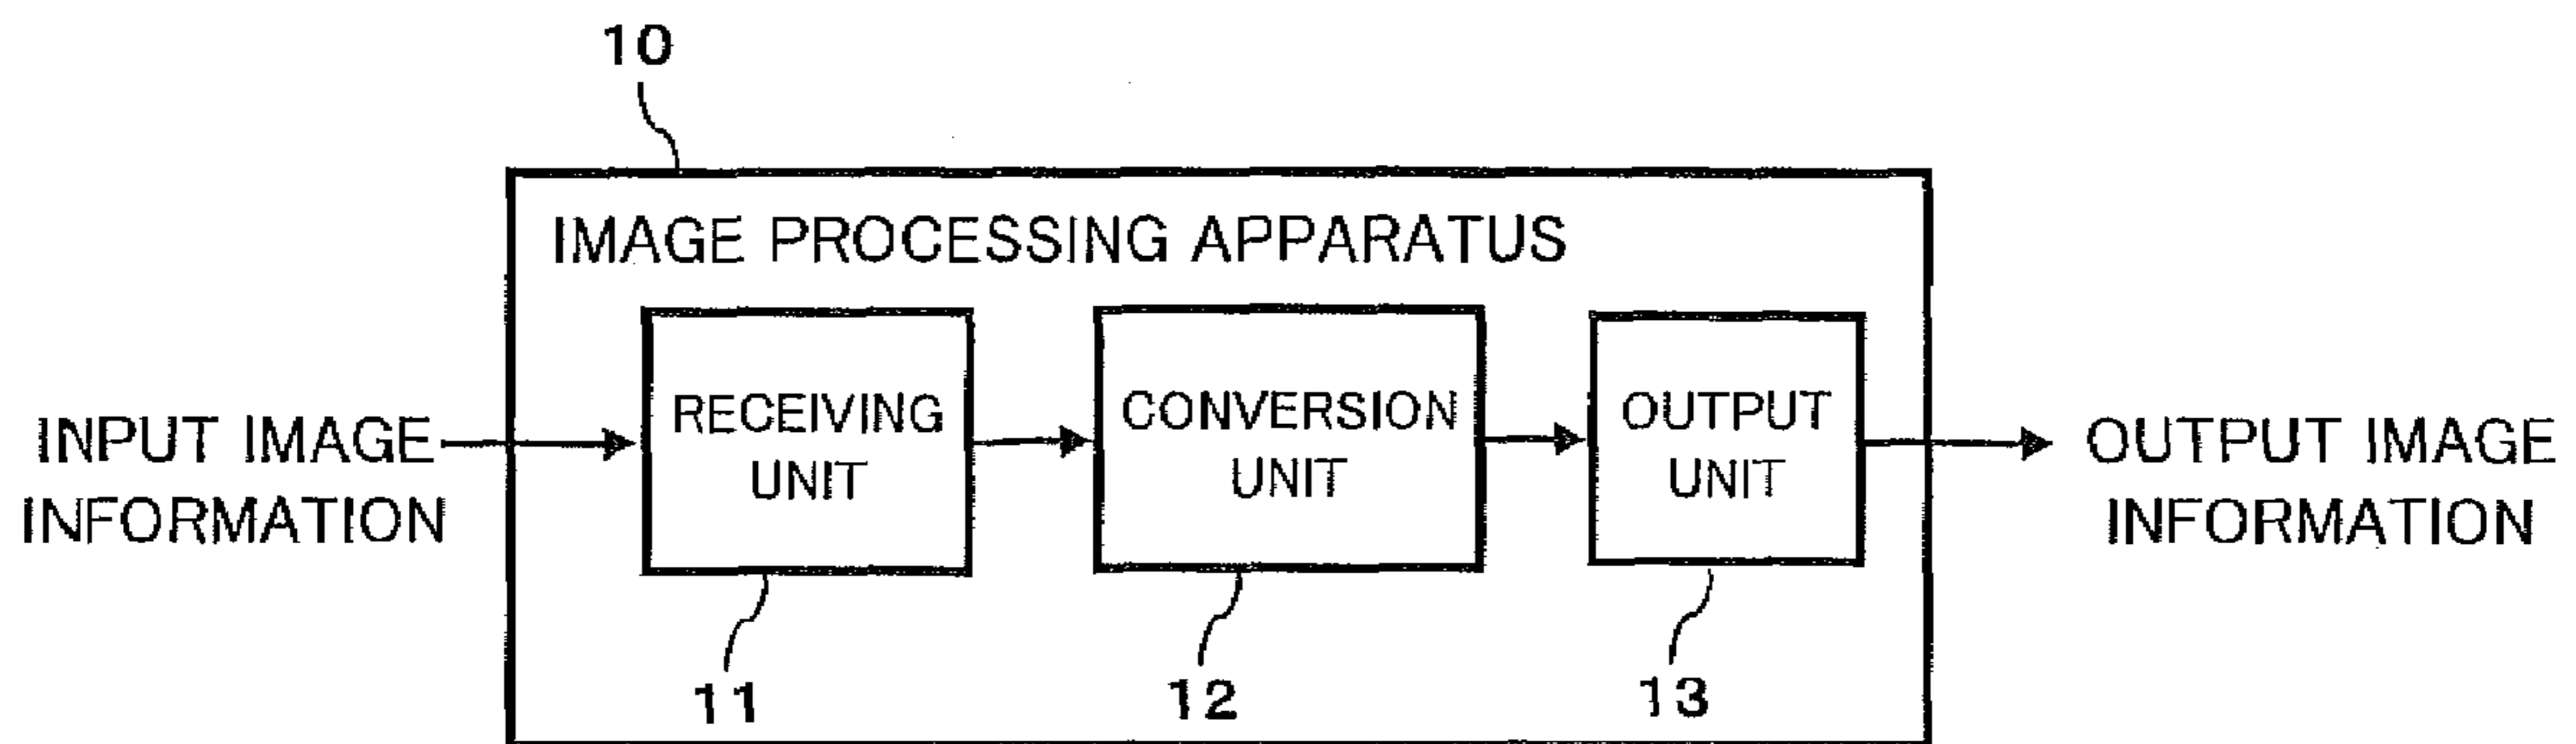 10
IMAGE PROCESSING APPARATUS
INPUT IMAGE
INFORMATION
RECEIVING
UNIT
CONVERSION
UNIT
OUTPUT
UNIT
OUTPUT IMAGE
INFORMATION
11
12
13